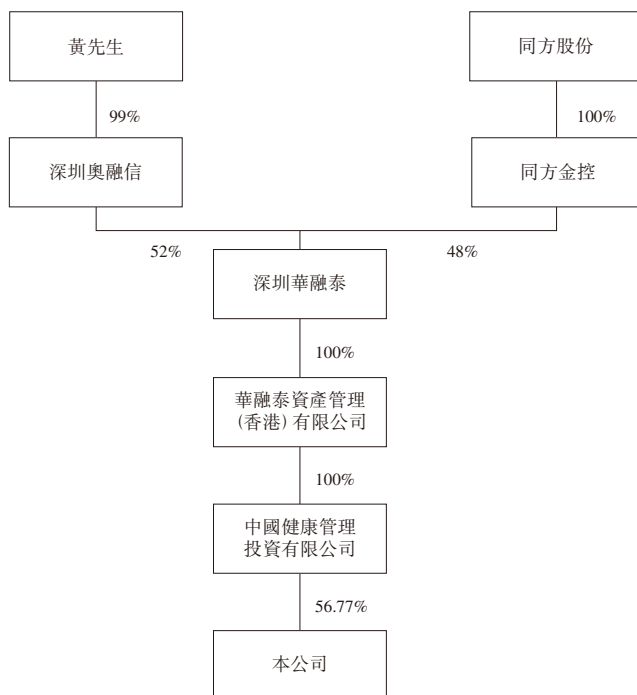 黃先生
同方股份
99%
100%
深圳奧融信
同方金控
52%
48%
深圳華融泰
100%
華融泰資產管理
(香港)有限公司
100%
中國健康管理
投資有限公司
56.77%
本公司